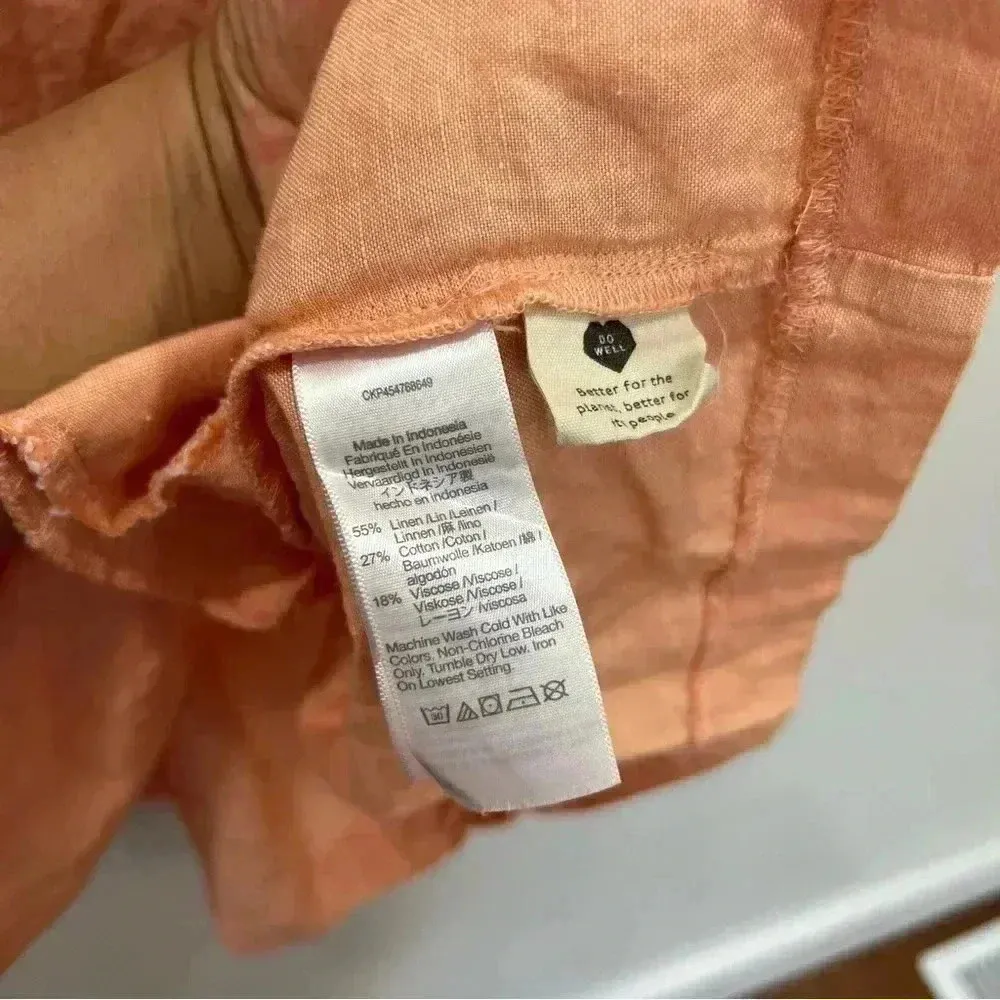 CKP454768649
Made in Indonesia
Fabriqué En Indonésie
Hergestellt In Indonesien
Vervaardigd In Indonesië
インドネシア製
hecho en indonesia
55% Linen /Lin /Leinen /
Linnen /麻 /lino
27% Cotton /Coton /
Baumwolle /Katoen /綿 /
algodón
18% Viscose /Viscose /
Viskose /Viscose /
レーヨン /viscosa
Machine Wash Cold With Like
Colors. Non-Chlorine Bleach
Only. Tumble Dry Low. Iron
On Lowest Setting.
30
DO
WELL
Better for the
planet, better for
its people